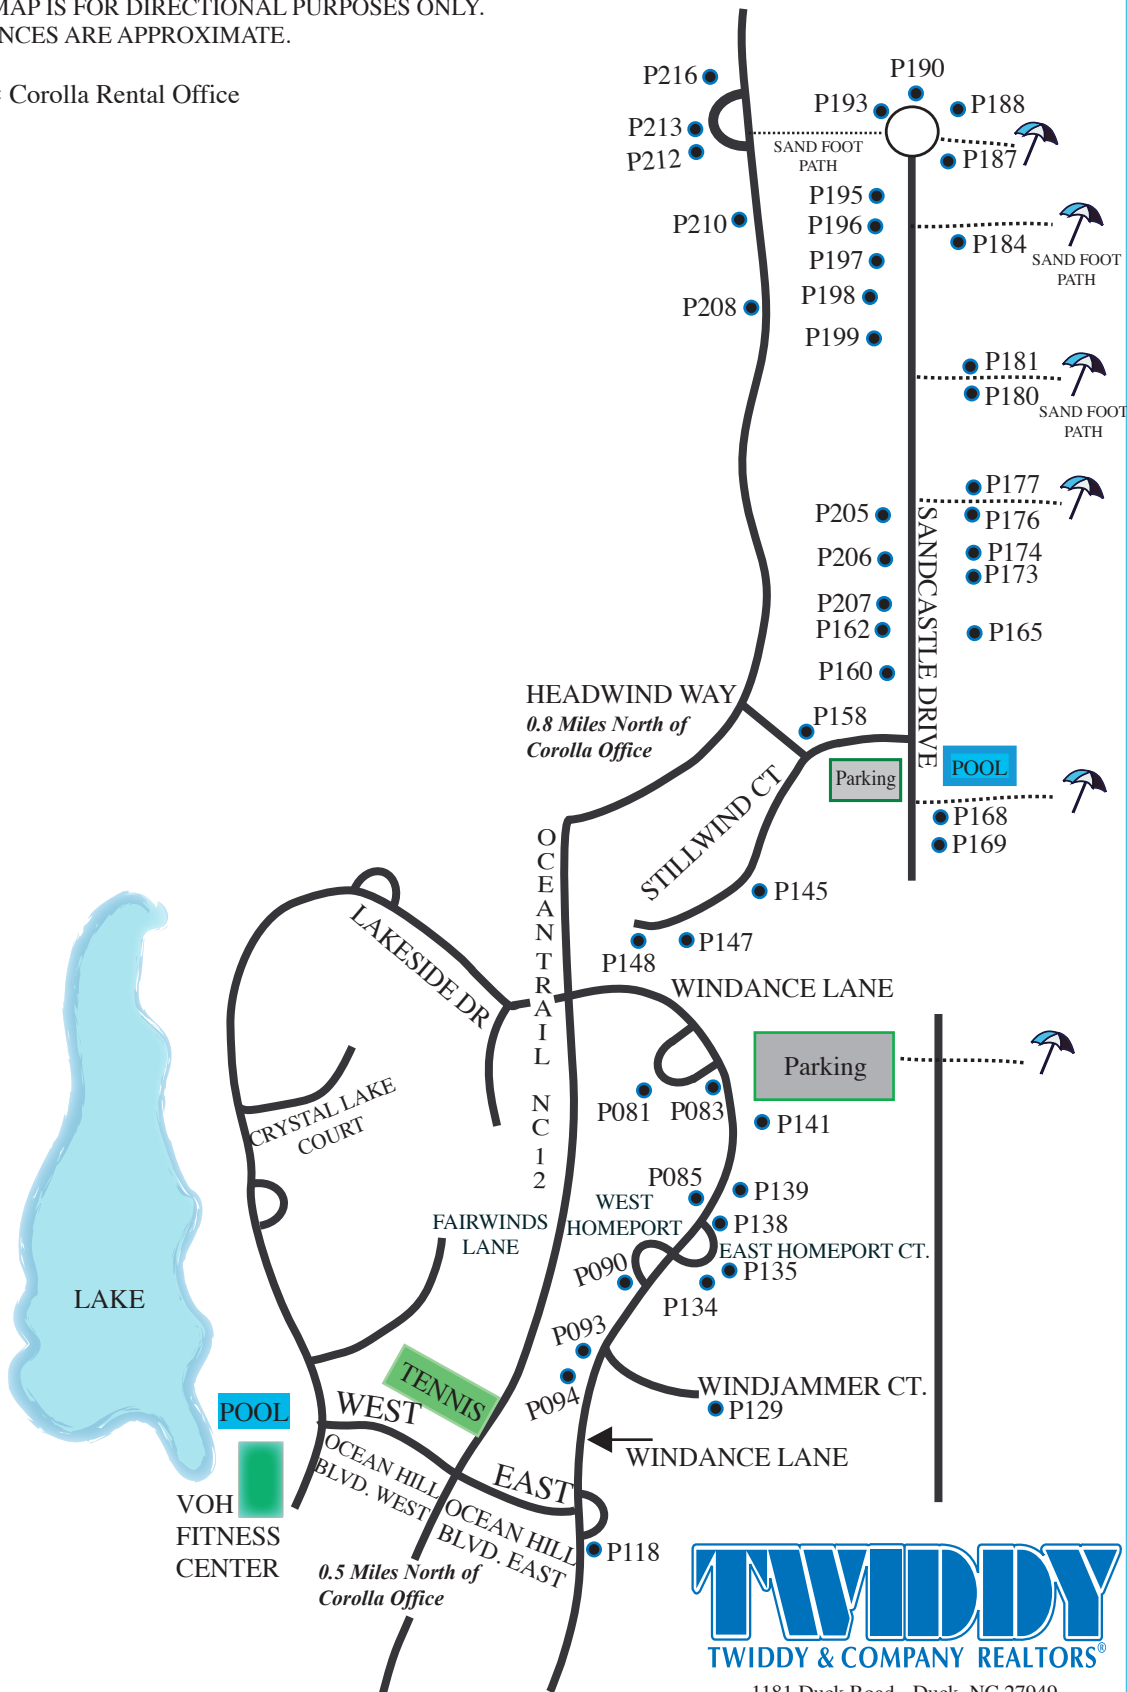 MAP IS FOR DIRECTIONAL PURPOSES ONLY.
NCES ARE APPROXIMATE.
Corolla Rental Office
P216
P190
P193
P188
P213
P212
SAND FOOT
PATH
P187
P195
P210
P196
P184
SAND FOOT
PATH
P197
P198
P208
P199
P181
P180
SAND FOOT
PATH
P177
P205
P176
P206
P174
P173
P207
P162
P165
P160
SANDCASTLE DRIVE
HEADWIND WAY
0.8 Miles North of
Corolla Office
P158
Parking
POOL
STILLWIND CT
P168
P169
OCEAN TRAIL NC 12
P145
P147
P148
LAKESIDE DR
WINDANCE LANE
Parking
P081
P083
P141
CRYSTAL LAKE
COURT
P085
P139
WEST
HOMEPORT
P138
FAIRWINDS
LANE
EAST HOMEPORT CT.
P135
P090
P134
LAKE
P093
TENNIS
WINDJAMMER CT.
P094
P129
POOL
WEST
WINDANCE LANE
OCEAN HILL
BLVD. WEST
EAST
OCEAN HILL
BLVD. EAST
VOH
FITNESS
CENTER
P118
0.5 Miles North of
Corolla Office
TWIDDY
TWIDDY & COMPANY REALTORS®
1181 Duck Road Duck, NC 27949